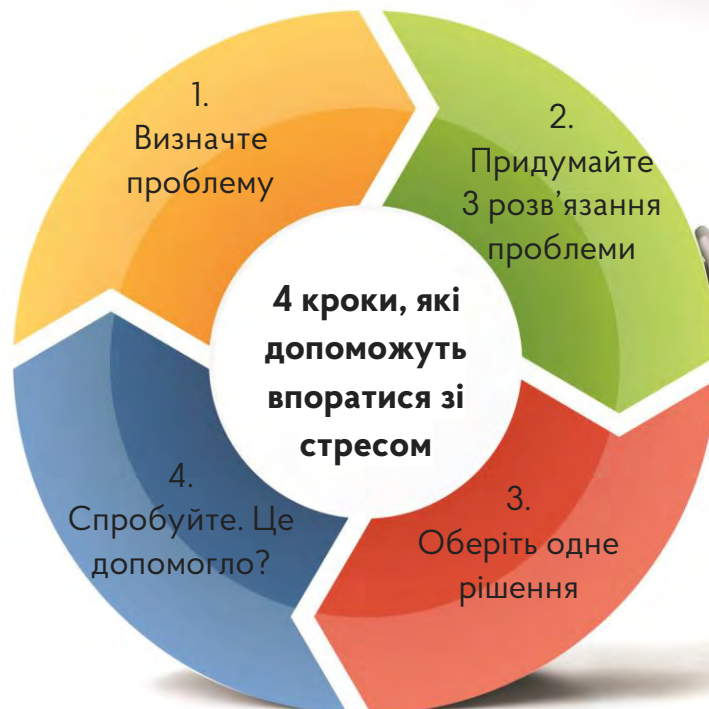 1.
Визначте
проблему
2.
Придумайте
3 розв’язання
проблеми
4 кроки, які
допоможуть
впоратися зі
стресом
3.
Оберіть одне
рішення
4.
Спробуйте. Це
допомогло?